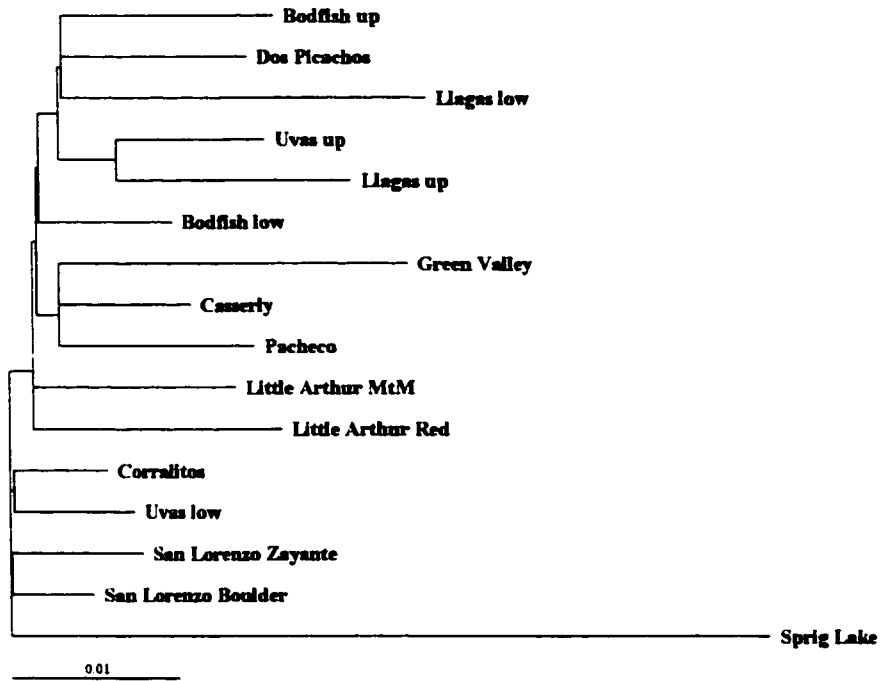 Bodfish up
Dos Picachos
Llagas low
Uvas up
Llagas up
Bodfish low
Green Valley
Casserly
Pacheco
Little Arthur MtM
Little Arthur Red
Corralitos
Uvas low
San Lorenzo Zayante
San Lorenzo Boulder
Sprig Lake
0.01